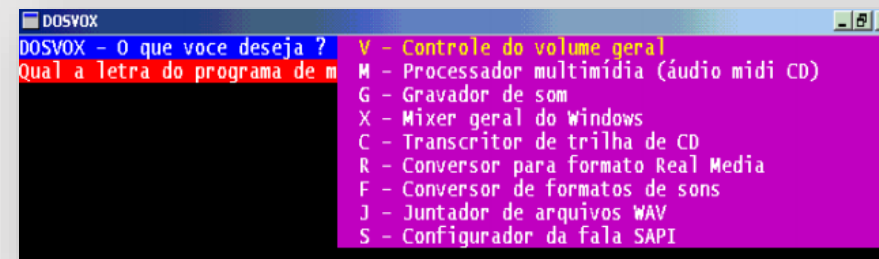 DOSVOX
DOSVOX - O que voce deseja ?
Qual a letra do programa de m
V - Controle do volume geral
M - Processador multimídia (áudio midi CD)
G - Gravador de som
X - Mixer geral do Windows
C - Transcritor de trilha de CD
R - Conversor para formato Real Media
F - Conversor de formatos de sons
J - Juntador de arquivos WAV
S - Configurador da fala SAPI